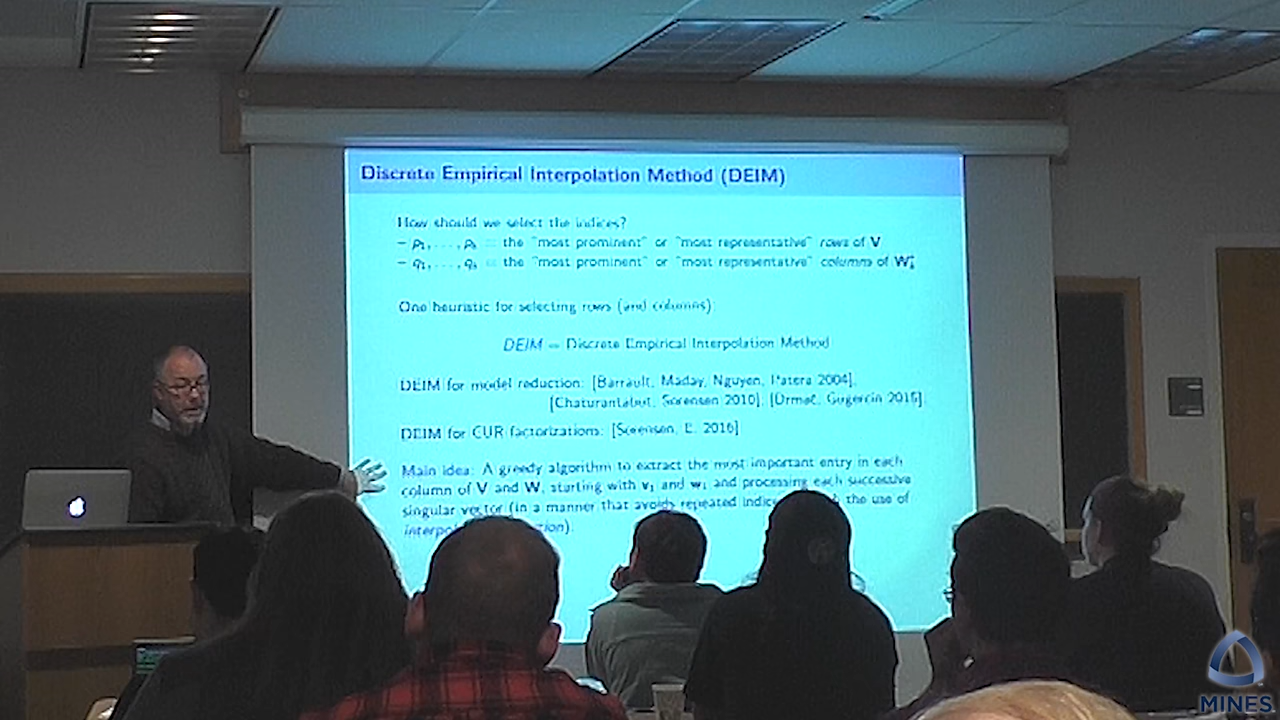 Discrete Empirical Interpolation Method (DEIM)
How should we select the indices?
– p₁, . . . , pₖ = the "most prominent" or "most representative" rows of V
– q₁, . . . , qₖ = the "most prominent" or "most representative" columns of W*ₖ
One heuristic for selecting rows (and columns):
DEIM = Discrete Empirical Interpolation Method
DEIM for model reduction: [Barrault, Maday, Nguyen, Patera 2004],
[Chaturantabut, Sorensen 2010], [Drmač, Gugercin 2015].
DEIM for CUR factorizations: [Sorensen, E. 2016]
Main idea: A greedy algorithm to extract the most important entry in each
column of V and W, starting with v₁ and w₁ and processing each successive
singular vector (in a manner that avoids repeated the use of
MINES